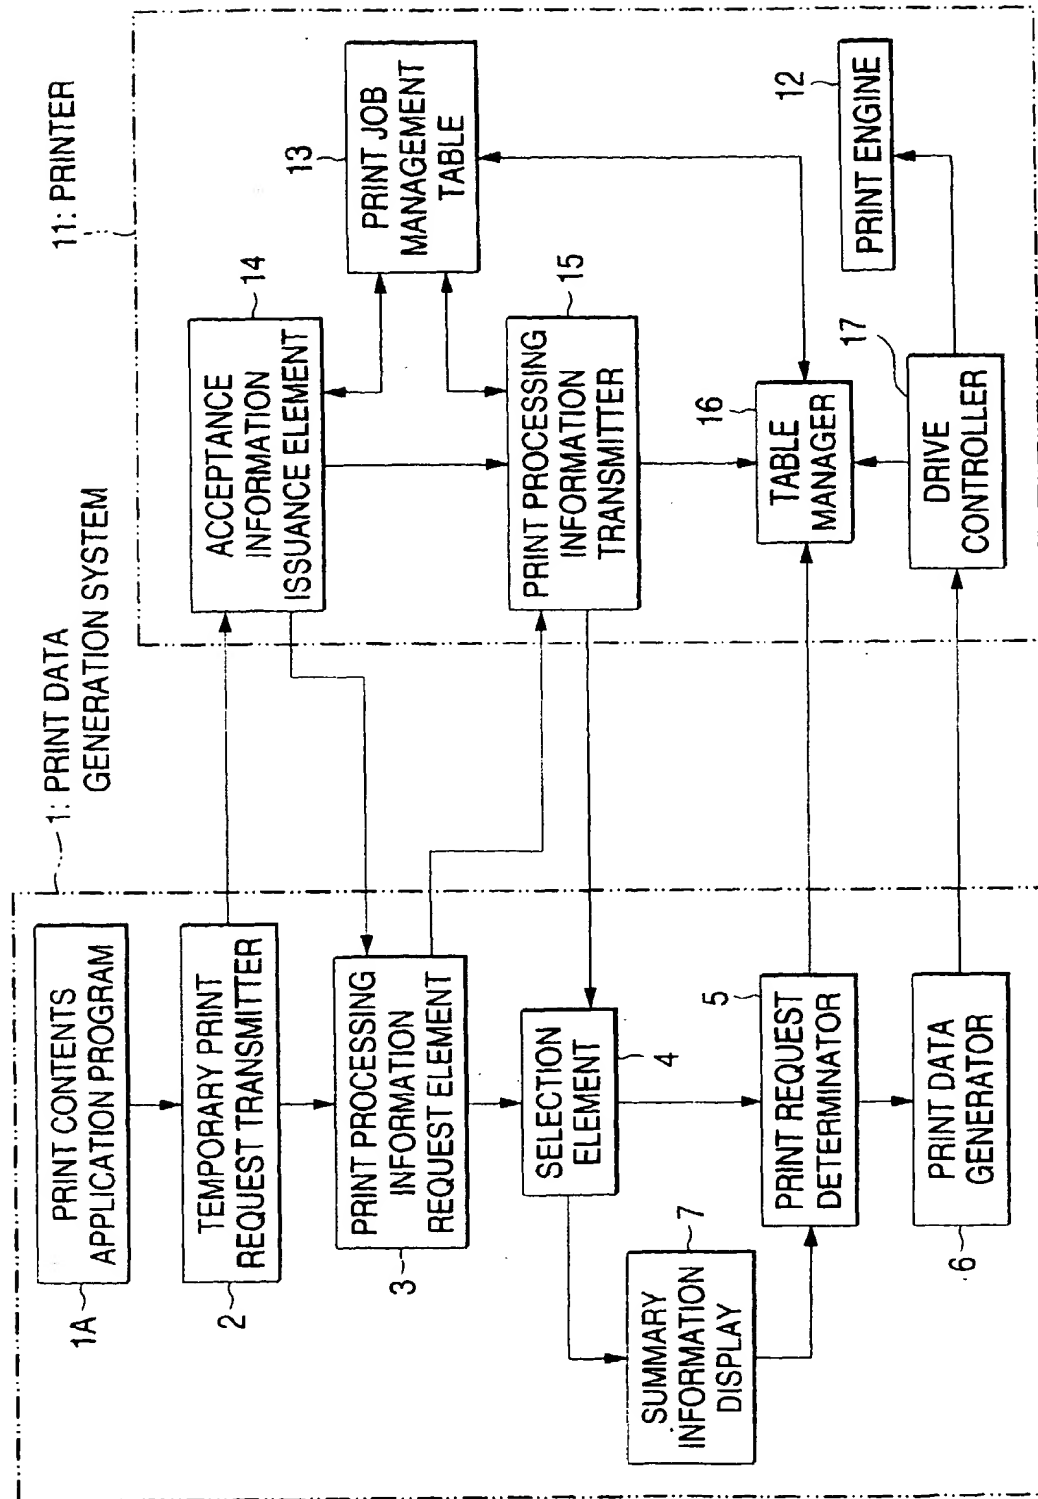 1: PRINT DATA
GENERATION SYSTEM
PRINT CONTENTS
APPLICATION PROGRAM
1A
TEMPORARY PRINT
REQUEST TRANSMITTER
2
PRINT PROCESSING
INFORMATION
REQUEST ELEMENT
3
SELECTION
ELEMENT
4
SUMMARY
INFORMATION
DISPLAY
7
PRINT REQUEST
DETERMINATOR
5
PRINT DATA
GENERATOR
6
11: PRINTER
ACCEPTANCE
INFORMATION
ISSUANCE ELEMENT
14
PRINT JOB
MANAGEMENT
TABLE
13
PRINT PROCESSING
INFORMATION
TRANSMITTER
15
TABLE
MANAGER
16
DRIVE
CONTROLLER
17
PRINT ENGINE
12